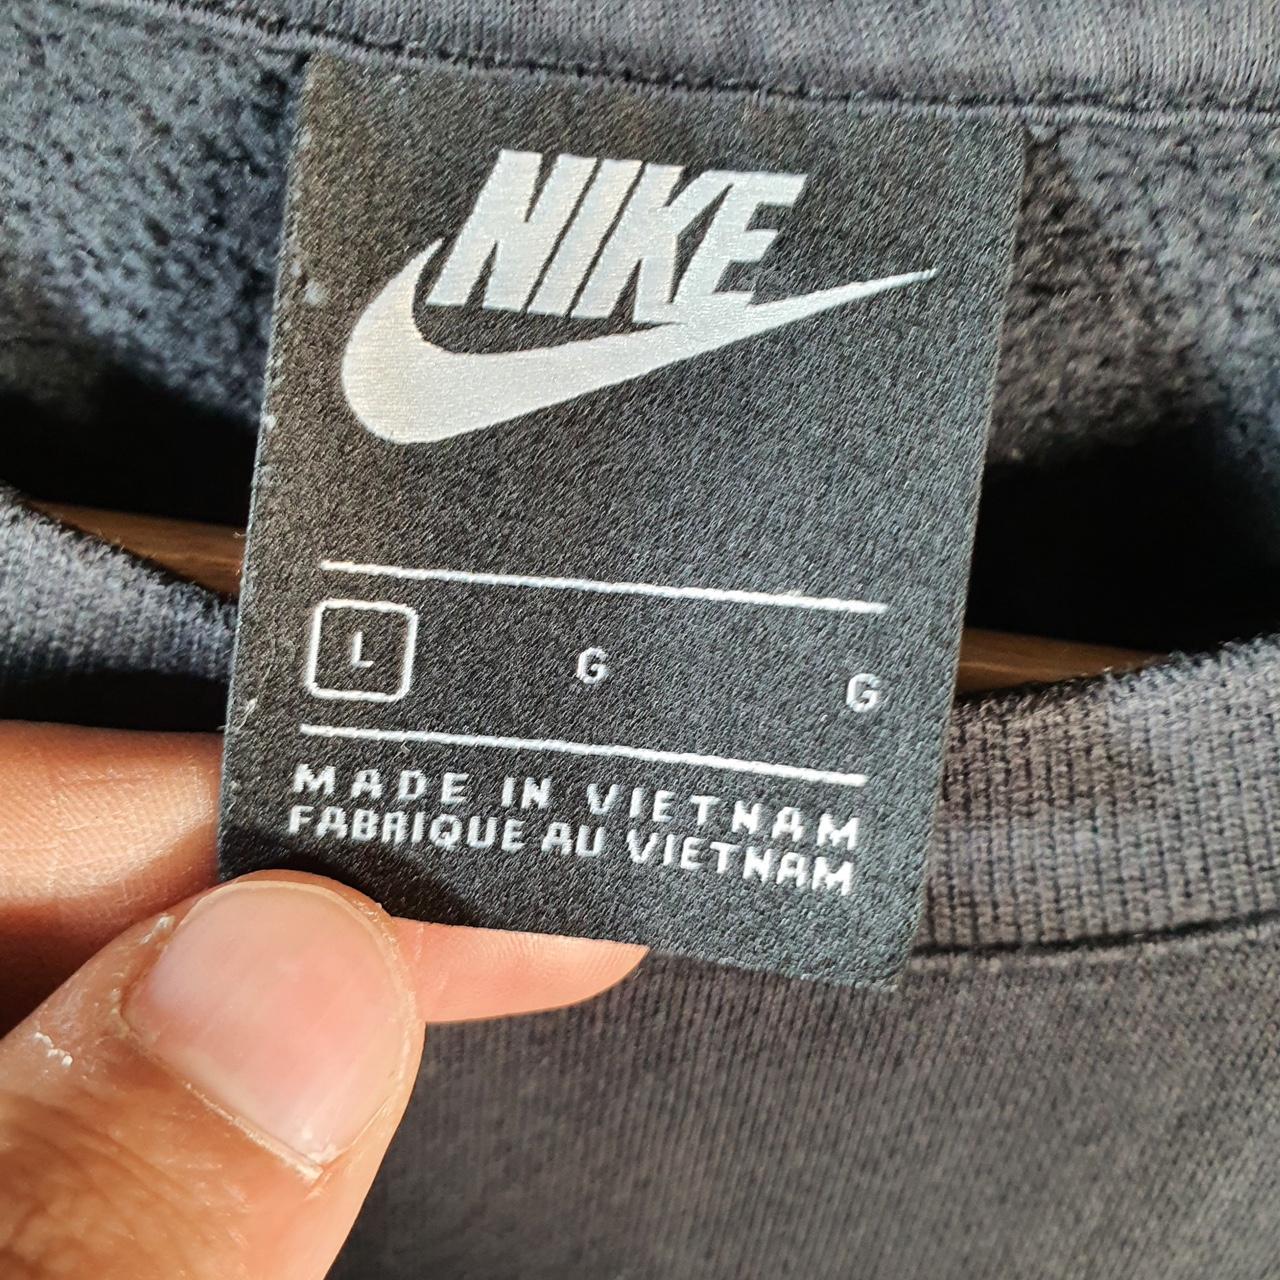 NIKE
L G G
MADE IN VIETNAM
FABRIQUE AU VIETNAM